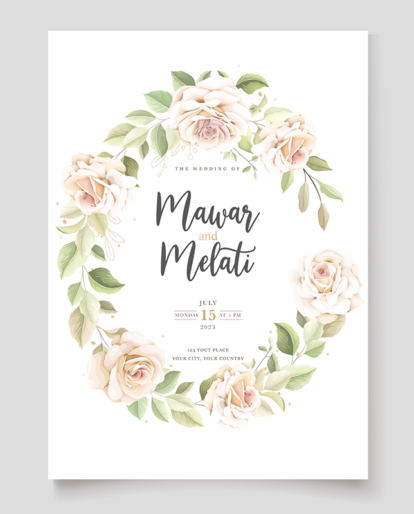 THE WEDDING OF
Mawar
and
Melati
JULY
MONDAY 15 AT 5 PM
2023
123 YOUT PLACE
YOUR CITY, YOUR COUNTRY